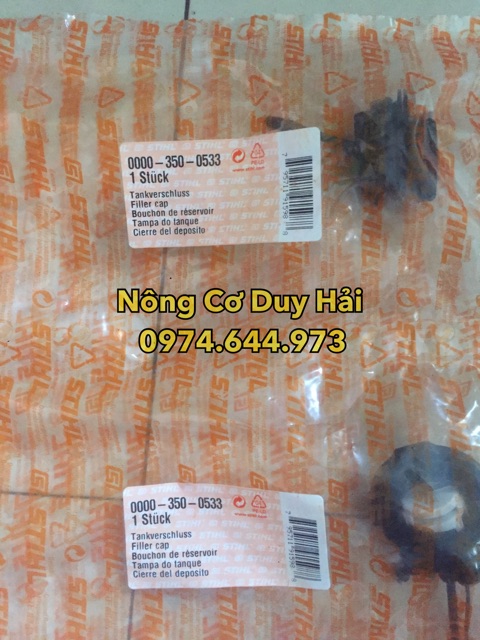 0000-350-0533
1 Stück
Tankverschluss
Filler cap
Bouchon de réservoir
Tampa do tanque
Cierre del deposito
STIHL
Nông Cơ Duy Hải
0974.644.973
0000-350-0533
1 Stück
Tankverschluss
Filler cap
Bouchon de réservoir
Tampa do tanque
Cierre del deposito
STIHL